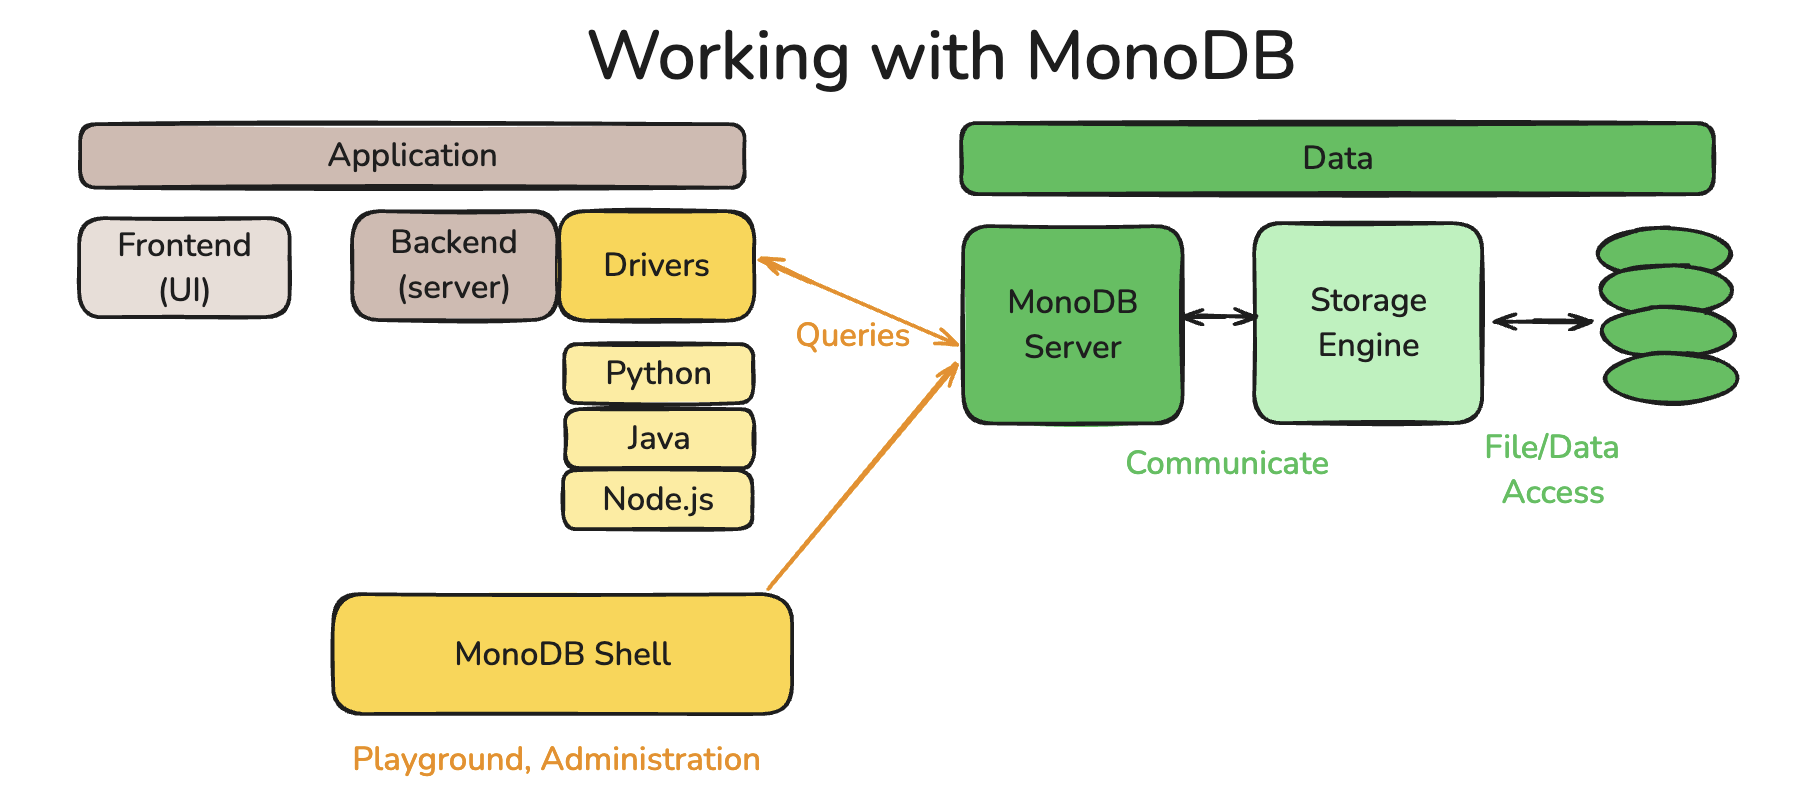 Working with MonoDB
Application
Data
Frontend
(UI)
Backend
(server)
Drivers
Python
Java
Node.js
Queries
MonoDB
Server
Storage
Engine
Communicate
File/Data
Access
MonoDB Shell
Playground, Administration